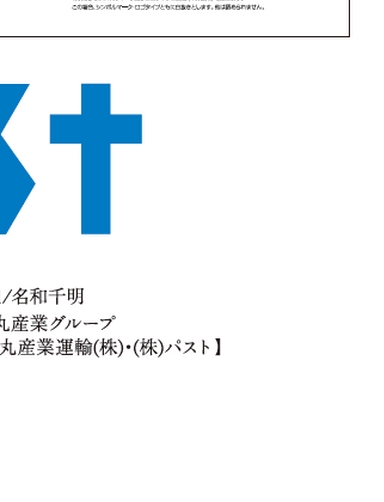 この場合、シンボルマーク・ロゴタイプともに白抜きとします。他は認められません。
st
/名和千明
丸産業グループ
丸産業運輸(株)・(株)パスト】